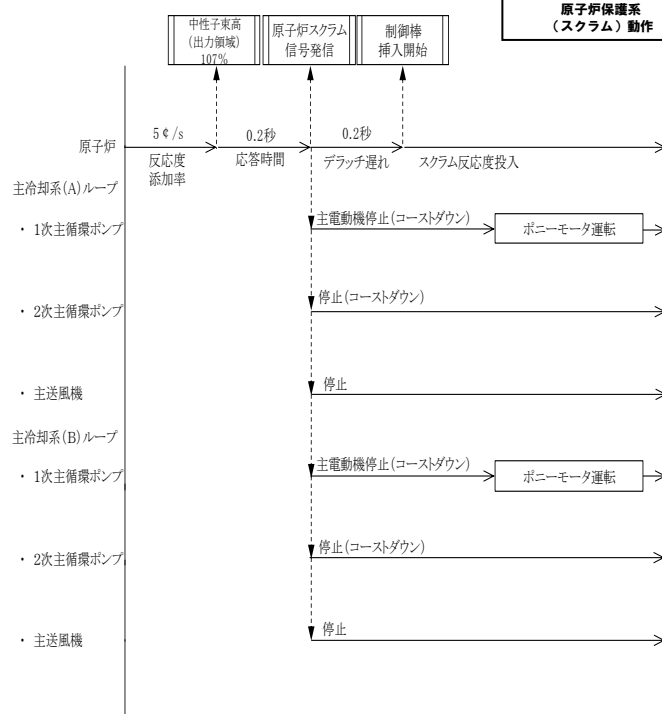 原子炉保護系
（スクラム）動作
中性子束高
(出力領域)
107%
原子炉スクラム
信号発信
制御棒
挿入開始
原子炉
5￠/s
0.2秒
0.2秒
反応度
添加率
応答時間
デラッチ遅れ
スクラム反応度投入
主冷却系(A)ループ
・ 1次主循環ポンプ
主電動機停止(コーストダウン)
ポニーモータ運転
・ 2次主循環ポンプ
停止(コーストダウン)
・ 主送風機
停止
主冷却系(B)ループ
・ 1次主循環ポンプ
主電動機停止(コーストダウン)
ポニーモータ運転
・ 2次主循環ポンプ
停止(コーストダウン)
・ 主送風機
停止